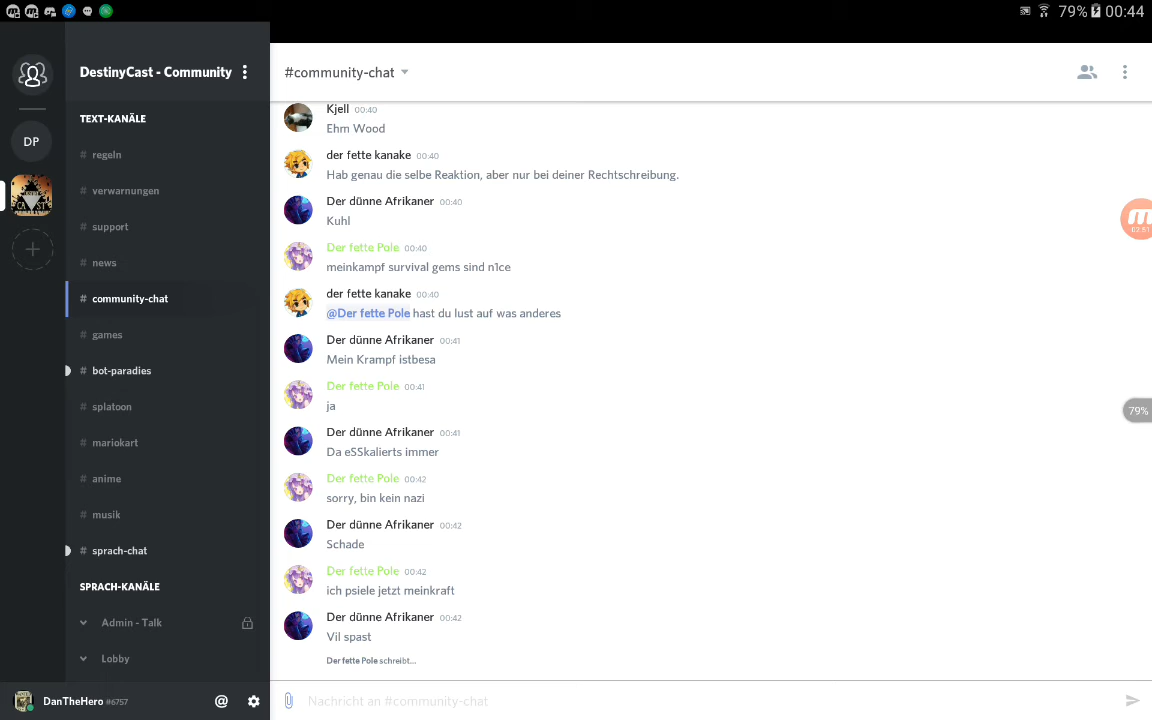 79% 00:44
DestinyCast - Community
#community-chat
TEXT-KANÄLE
DP
# regeln
# verwarnungen
# support
# news
# community-chat
# games
# bot-paradies
# splatoon
# mariokart
# anime
# musik
# sprach-chat
SPRACH-KANÄLE
Admin - Talk
Lobby
DanTheHero #6757
@
Kjell 00:40
Ehm Wood
der fette kanake 00:40
Hab genau die selbe Reaktion, aber nur bei deiner Rechtschreibung.
Der dünne Afrikaner 00:40
Kuhl
Der fette Pole 00:40
meinkampf survival gems sind n1ce
der fette kanake 00:40
@Der fette Pole hast du lust auf was anderes
Der dünne Afrikaner 00:41
Mein Krampf istbesa
Der fette Pole 00:41
ja
Der dünne Afrikaner 00:41
Da eSSkalierts immer
Der fette Pole 00:42
sorry, bin kein nazi
Der dünne Afrikaner 00:42
Schade
Der fette Pole 00:42
ich psiele jetzt meinkraft
Der dünne Afrikaner 00:42
Vil spast
Der fette Pole schreibt...
Nachricht an #community-chat
79%